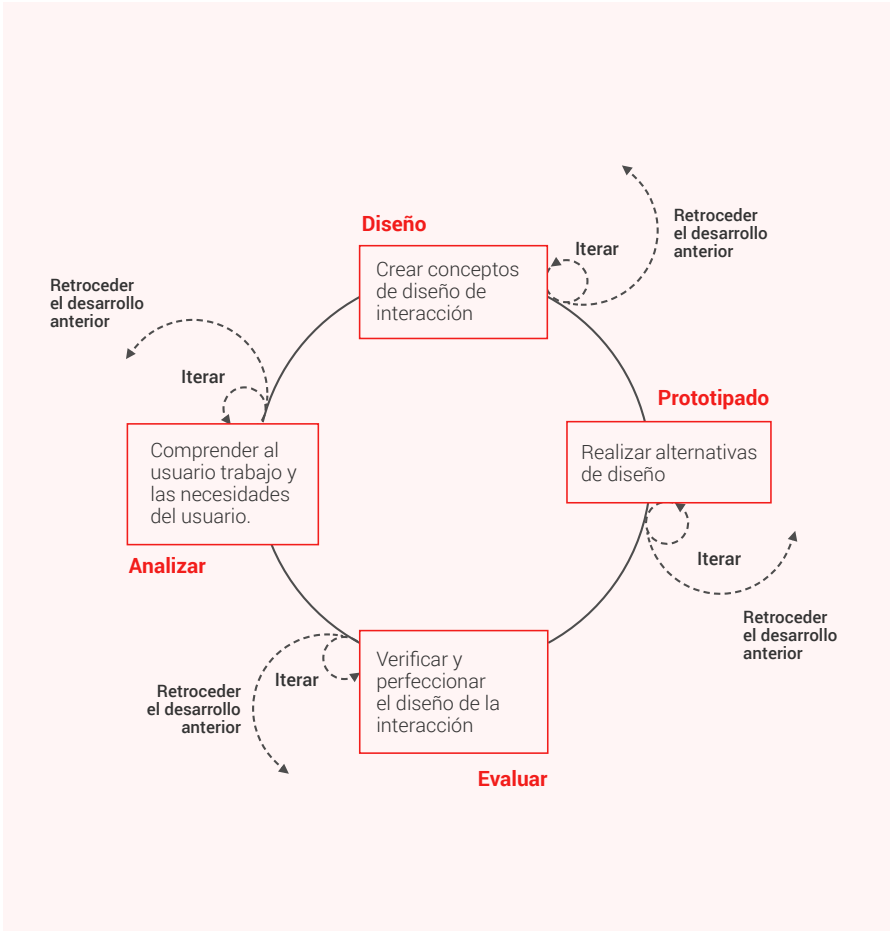 Diseño
Crear conceptos
de diseño de
interacción
Iterar
Retroceder
el desarrollo
anterior
Prototipado
Realizar alternativas
de diseño
Iterar
Retroceder
el desarrollo
anterior
Verificar y
perfeccionar
el diseño de la
interacción
Evaluar
Iterar
Retroceder
el desarrollo
anterior
Comprender al
usuario trabajo y
las necesidades
del usuario.
Analizar
Iterar
Retroceder
el desarrollo
anterior